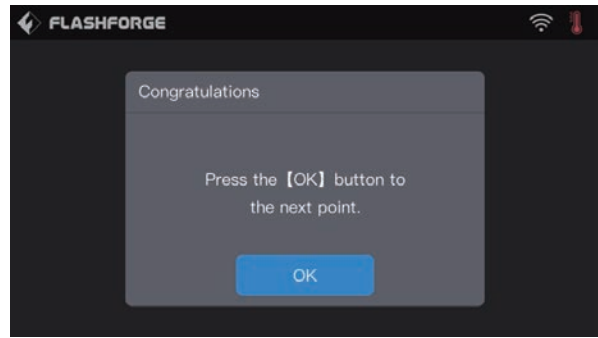 FLASHFORGE
Congratulations
Press the【OK】button to
the next point.
OK